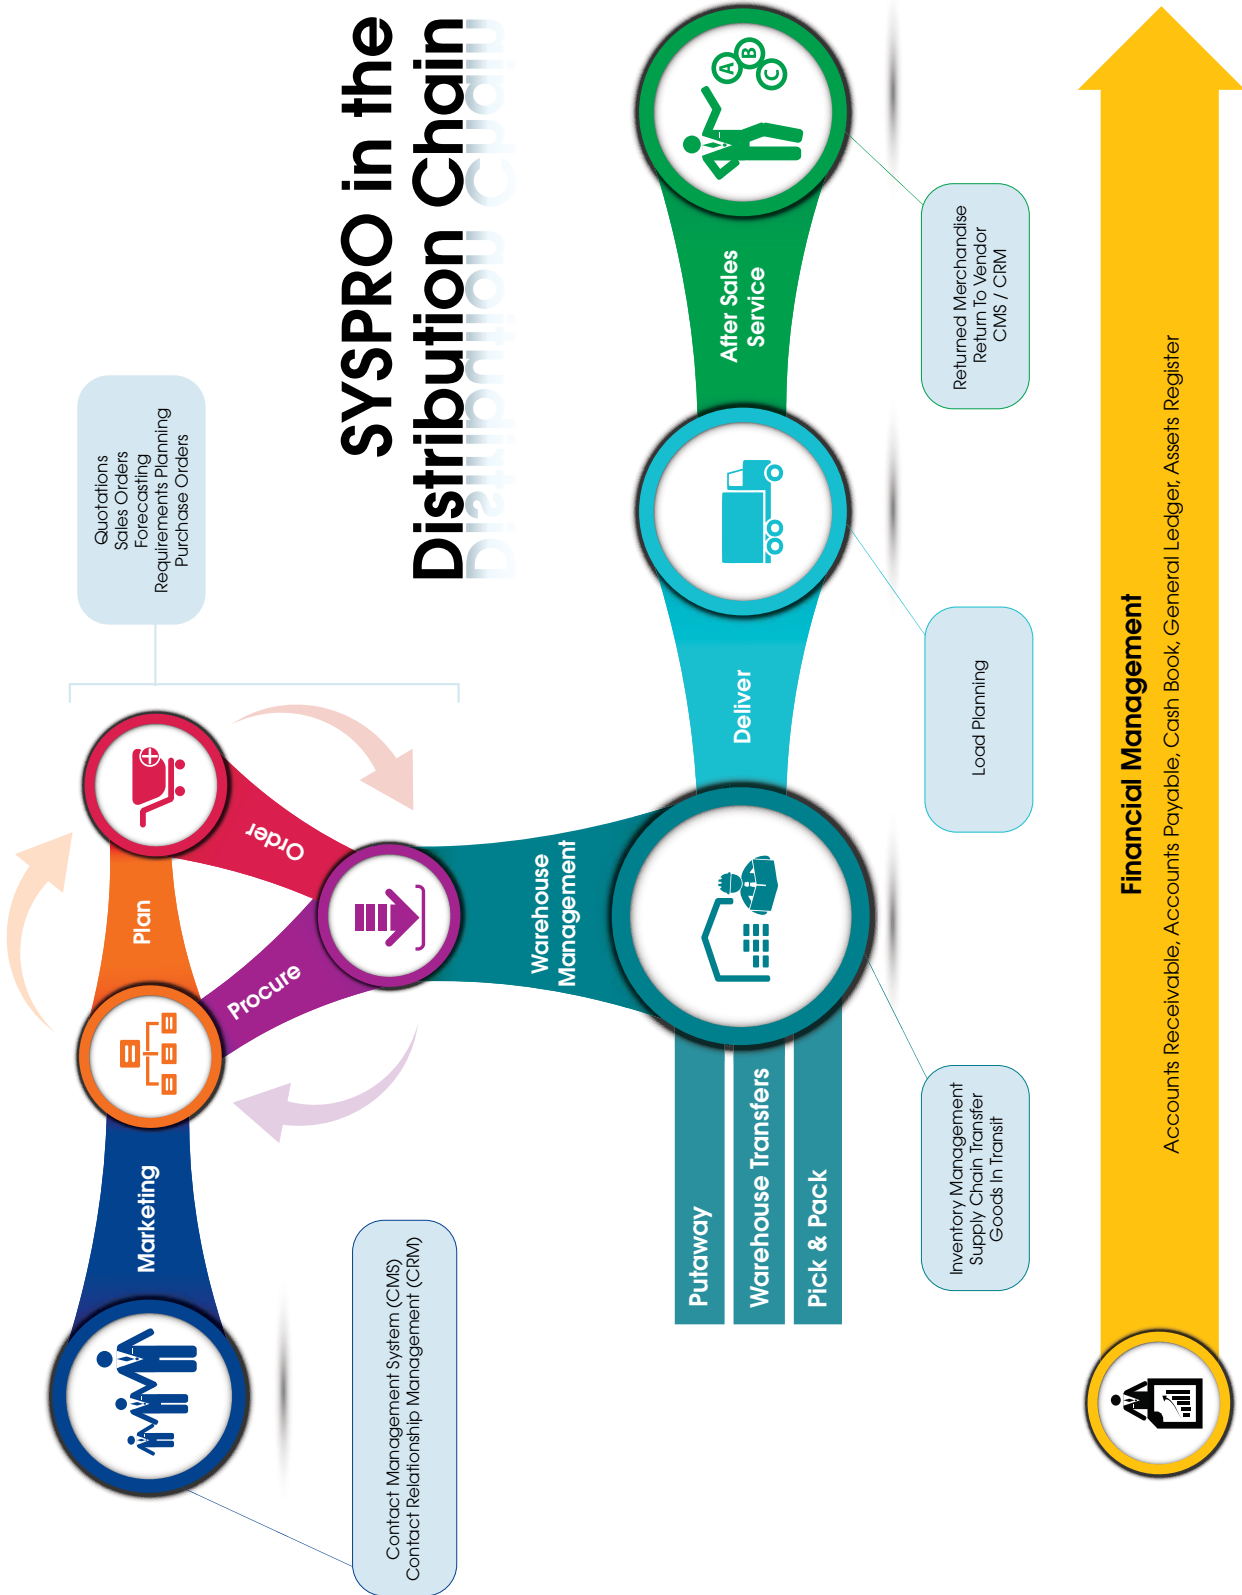 SYSPRO in the
Distribution Chain
Quotations
Sales Orders
Forecasting
Requirements Planning
Purchase Orders
Marketing
Plan
Order
Procure
Contact Management System (CMS)
Contact Relationship Management (CRM)
Warehouse
Management
Putaway
Warehouse Transfers
Pick & Pack
Deliver
After Sales
Service
A
B
C
Inventory Management
Supply Chain Transfer
Goods In Transit
Load Planning
Returned Merchandise
Return To Vendor
CMS / CRM
Financial Management
Accounts Receivable, Accounts Payable, Cash Book, General Ledger, Assets Register